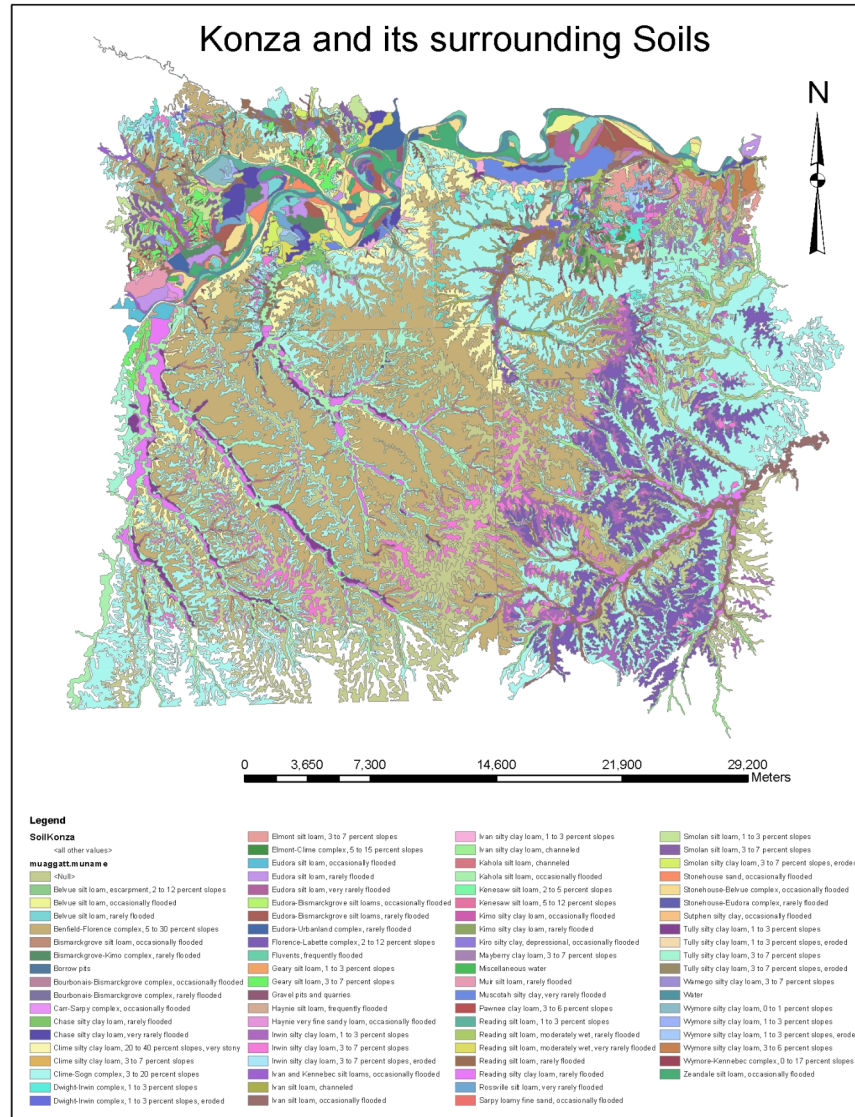 Konza and its surrounding Soils
N
0 3,650 7,300 14,600 21,900 29,200
Meters
Legend
SoilKonza
<all other values>
muaggatt.muname
<Null>
Belvue silt loam, escarpment, 2 to 12 percent slopes
Belvue silt loam, occasionally flooded
Belvue silt loam, rarely flooded
Benfield-Florence complex, 5 to 30 percent slopes
Bismarckgrove silt loam, occasionally flooded
Bismarckgrove-Kimo complex, rarely flooded
Borrow pits
Bourbonais-Bismarckgrove complex, occasionally flooded
Bourbonais-Bismarckgrove complex, rarely flooded
Carr-Sarpy complex, occasionally flooded
Chase silty clay loam, rarely flooded
Chase silty clay loam, very rarely flooded
Clime silty clay loam, 20 to 40 percent slopes, very stony
Clime silty clay loam, 3 to 7 percent slopes
Clime-Sogn complex, 3 to 20 percent slopes
Dwight-Irwin complex, 1 to 3 percent slopes
Dwight-Irwin complex, 1 to 3 percent slopes, eroded
Elmont silt loam, 3 to 7 percent slopes
Elmont-Clime complex, 5 to 15 percent slopes
Eudora silt loam, occasionally flooded
Eudora silt loam, rarely flooded
Eudora silt loam, very rarely flooded
Eudora-Bismarckgrove silt loams, occasionally flooded
Eudora-Bismarckgrove silt loams, rarely flooded
Eudora-Urbanland complex, rarely flooded
Florence-Labette complex, 2 to 12 percent slopes
Fluvents, frequently flooded
Geary silt loam, 1 to 3 percent slopes
Geary silt loam, 3 to 7 percent slopes
Gravel pits and quarries
Haynie silt loam, frequently flooded
Haynie very fine sandy loam, occasionally flooded
Irwin silty clay loam, 1 to 3 percent slopes
Irwin silty clay loam, 3 to 7 percent slopes
Irwin silty clay loam, 3 to 7 percent slopes, eroded
Ivan and Kennebec silt loams, occasionally flooded
Ivan silt loam, channeled
Ivan silt loam, occasionally flooded
Ivan silty clay loam, 1 to 3 percent slopes
Ivan silty clay loam, channeled
Kahola silt loam, channeled
Kahola silt loam, occasionally flooded
Kenesaw silt loam, 2 to 5 percent slopes
Kenesaw silt loam, 5 to 12 percent slopes
Kimo silty clay loam, occasionally flooded
Kimo silty clay loam, rarely flooded
Kiro silty clay, depressional, occasionally flooded
Mayberry clay loam, 3 to 7 percent slopes
Miscellaneous water
Muir silt loam, rarely flooded
Muscotah silty clay, very rarely flooded
Pawnee clay loam, 3 to 6 percent slopes
Reading silt loam, 1 to 3 percent slopes
Reading silt loam, moderately wet, rarely flooded
Reading silt loam, moderately wet, very rarely flooded
Reading silt loam, rarely flooded
Reading silty clay loam, rarely flooded
Rossville silt loam, very rarely flooded
Sarpy loamy fine sand, occasionally flooded
Smolan silt loam, 1 to 3 percent slopes
Smolan silt loam, 3 to 7 percent slopes
Smolan silty clay loam, 3 to 7 percent slopes, eroded
Stonehouse sand, occasionally flooded
Stonehouse-Belvue complex, occasionally flooded
Stonehouse-Eudora complex, rarely flooded
Sutphen silty clay, occasionally flooded
Tully silty clay loam, 1 to 3 percent slopes
Tully silty clay loam, 1 to 3 percent slopes, eroded
Tully silty clay loam, 3 to 7 percent slopes
Tully silty clay loam, 3 to 7 percent slopes, eroded
Wamego silty clay loam, 3 to 7 percent slopes
Water
Wymore silty clay loam, 0 to 1 percent slopes
Wymore silty clay loam, 1 to 3 percent slopes
Wymore silty clay loam, 1 to 3 percent slopes, erode
Wymore silty clay loam, 3 to 6 percent slopes
Wymore-Kennebec complex, 0 to 17 percent slopes
Zeandale silt loam, occasionally flooded